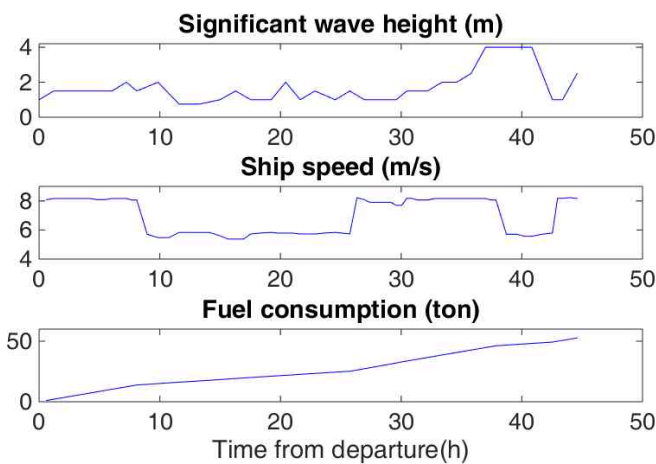 Significant wave height (m)
4
2
0
0 10 20 30 40 50
Ship speed (m/s)
8
6
4
0 10 20 30 40 50
Fuel consumption (ton)
50
0
0 10 20 30 40 50
Time from departure(h)